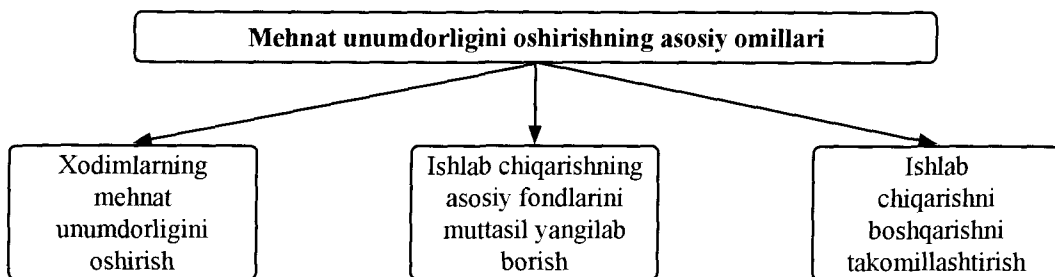 Mehnat unumdorligini oshirishning asosiy omillari
Xodimlarning
mehnat
unumdorligini
oshirish
Ishlab chiqarishning
asosiy fondlarini
muttasil yangilab
borish
Ishlab
chiqarishni
boshqarishni
takomillashtirish